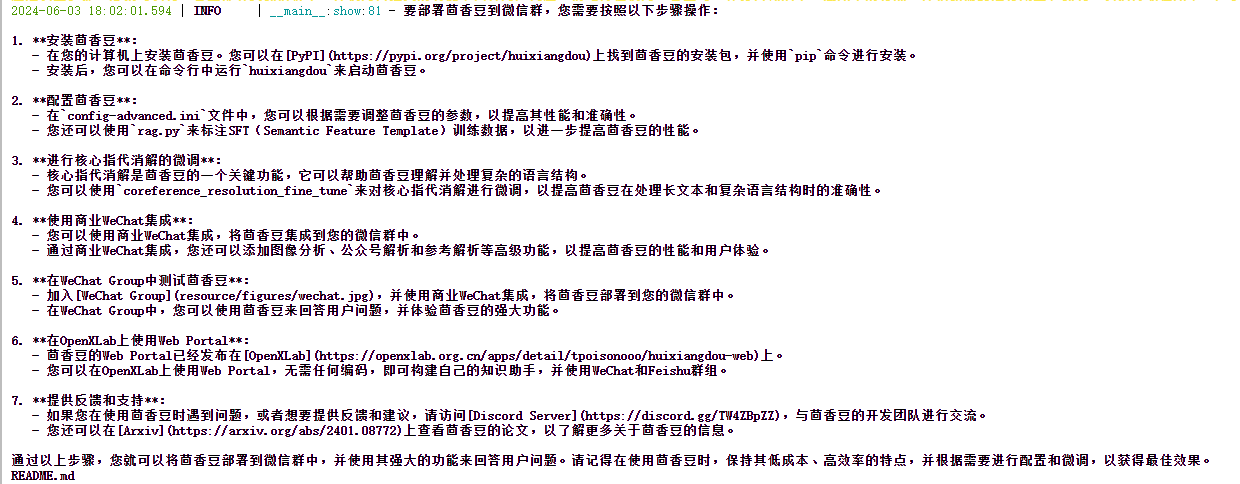 2024-06-03 18:02:01.594 | INFO     | __main__:show:81 - 要部署茴香豆到微信群，您需要按照以下步骤操作：
1. **安装茴香豆**：
- 在您的计算机上安装茴香豆。您可以在[PyPI](https://pypi.org/project/huixiangdou)上找到茴香豆的安装包，并使用`pip`命令进行安装。
- 安装后，您可以在命令行中运行`huixiangdou`来启动茴香豆。
2. **配置茴香豆**：
- 在`config-advanced.ini`文件中，您可以根据需要调整茴香豆的参数，以提高其性能和准确性。
- 您还可以使用`rag.py`来标注SFT（Semantic Feature Template）训练数据，以进一步提高茴香豆的性能。
3. **进行核心指代消解的微调**：
- 核心指代消解是茴香豆的一个关键功能，它可以帮助茴香豆理解并处理复杂的语言结构。
- 您可以使用`coreference_resolution_fine_tune`来对核心指代消解进行微调，以提高茴香豆在处理长文本和复杂语言结构时的准确性。
4. **使用商业WeChat集成**：
- 您可以使用商业WeChat集成，将茴香豆集成到您的微信群中。
- 通过商业WeChat集成，您还可以添加图像分析、公众号解析和参考解析等高级功能，以提高茴香豆的性能和用户体验。
5. **在WeChat Group中测试茴香豆**：
- 加入[WeChat Group](resource/figures/wechat.jpg)，并使用商业WeChat集成，将茴香豆部署到您的微信群中。
- 在WeChat Group中，您可以使用茴香豆来回答用户问题，并体验茴香豆的强大功能。
6. **在OpenXLab上使用Web Portal**：
- 茴香豆的Web Portal已经发布在[OpenXLab](https://openxlab.org.cn/apps/detail/tpoisonooo/huixiangdou-web)上。
- 您可以在OpenXLab上使用Web Portal，无需任何编码，即可构建自己的知识助手，并使用WeChat和Feishu群组。
7. **提供反馈和支持**：
- 如果您在使用茴香豆时遇到问题，或者想要提供反馈和建议，请访问[Discord Server](https://discord.gg/TW4ZBpZZ)，与茴香豆的开发团队进行交流。
- 您还可以在[Arxiv](https://arxiv.org/abs/2401.08772)上查看茴香豆的论文，以了解更多关于茴香豆的信息。
通过以上步骤，您就可以将茴香豆部署到微信群中，并使用其强大的功能来回答用户问题。请记得在使用茴香豆时，保持其低成本、高效率的特点，并根据需要进行配置和微调，以获得最佳效果。
README.md